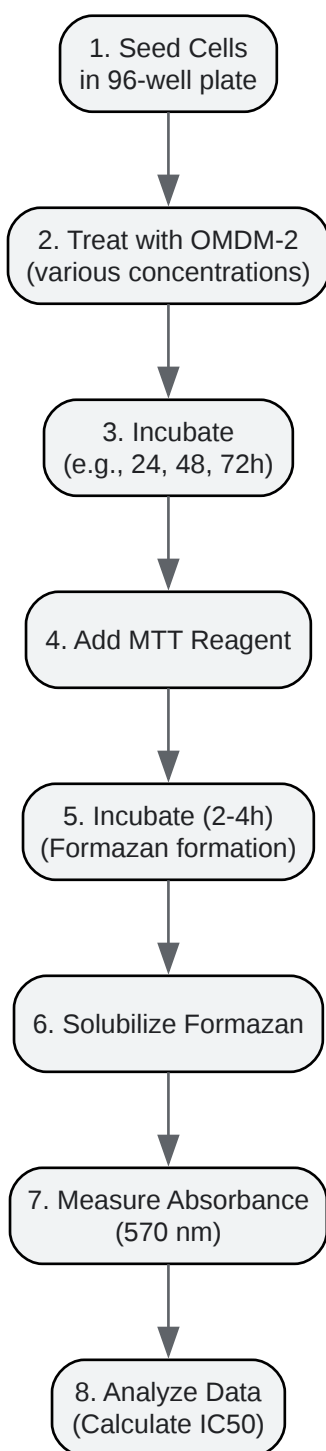 1. Seed Cells
in 96-well plate
2. Treat with OMDM-2
(various concentrations)
3. Incubate
(e.g., 24, 48, 72h)
4. Add MTT Reagent
5. Incubate (2-4h)
(Formazan formation)
6. Solubilize Formazan
7. Measure Absorbance
(570 nm)
8. Analyze Data
(Calculate IC50)